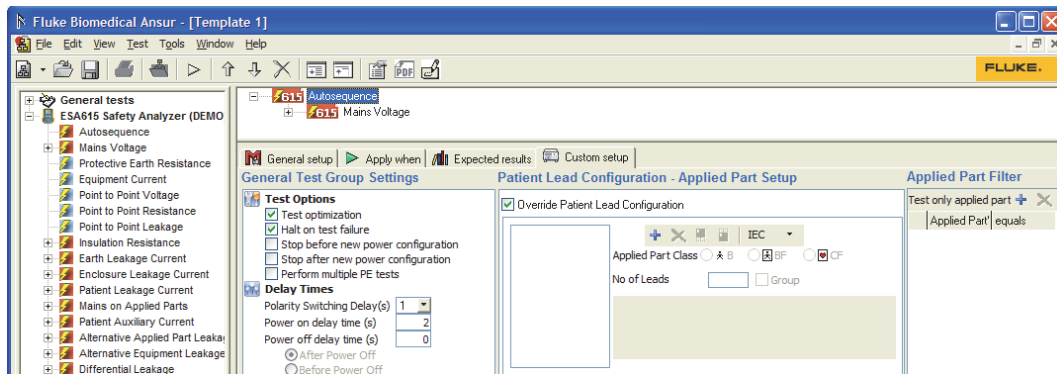 Fluke Biomedical Ansur - [Template 1]
File Edit View Test Tools Window Help
PDF
FLUKE.
General tests
ESA615 Safety Analyzer (DEMO
Autosequence
Mains Voltage
Protective Earth Resistance
Equipment Current
Point to Point Voltage
Point to Point Resistance
Point to Point Leakage
Insulation Resistance
Earth Leakage Current
Enclosure Leakage Current
Patient Leakage Current
Mains on Applied Parts
Patient Auxiliary Current
Alternative Applied Part Leaka
Alternative Equipment Leakage
Differential Leakage
615 Autosequence
615 Mains Voltage
General setup Apply when Expected results Custom setup
General Test Group Settings
Test Options
Test optimization
Halt on test failure
Stop before new power configuration
Stop after new power configuration
Perform multiple PE tests
Delay Times
Polarity Switching Delay(s) 1
Power on delay time (s) 2
Power off delay time (s) 0
After Power Off
Before Power Off
Patient Lead Configuration - Applied Part Setup
Override Patient Lead Configuration
IEC
Applied Part Class B BF CF
No of Leads Group
Applied Part Filter
Test only applied part
Applied Part' equals